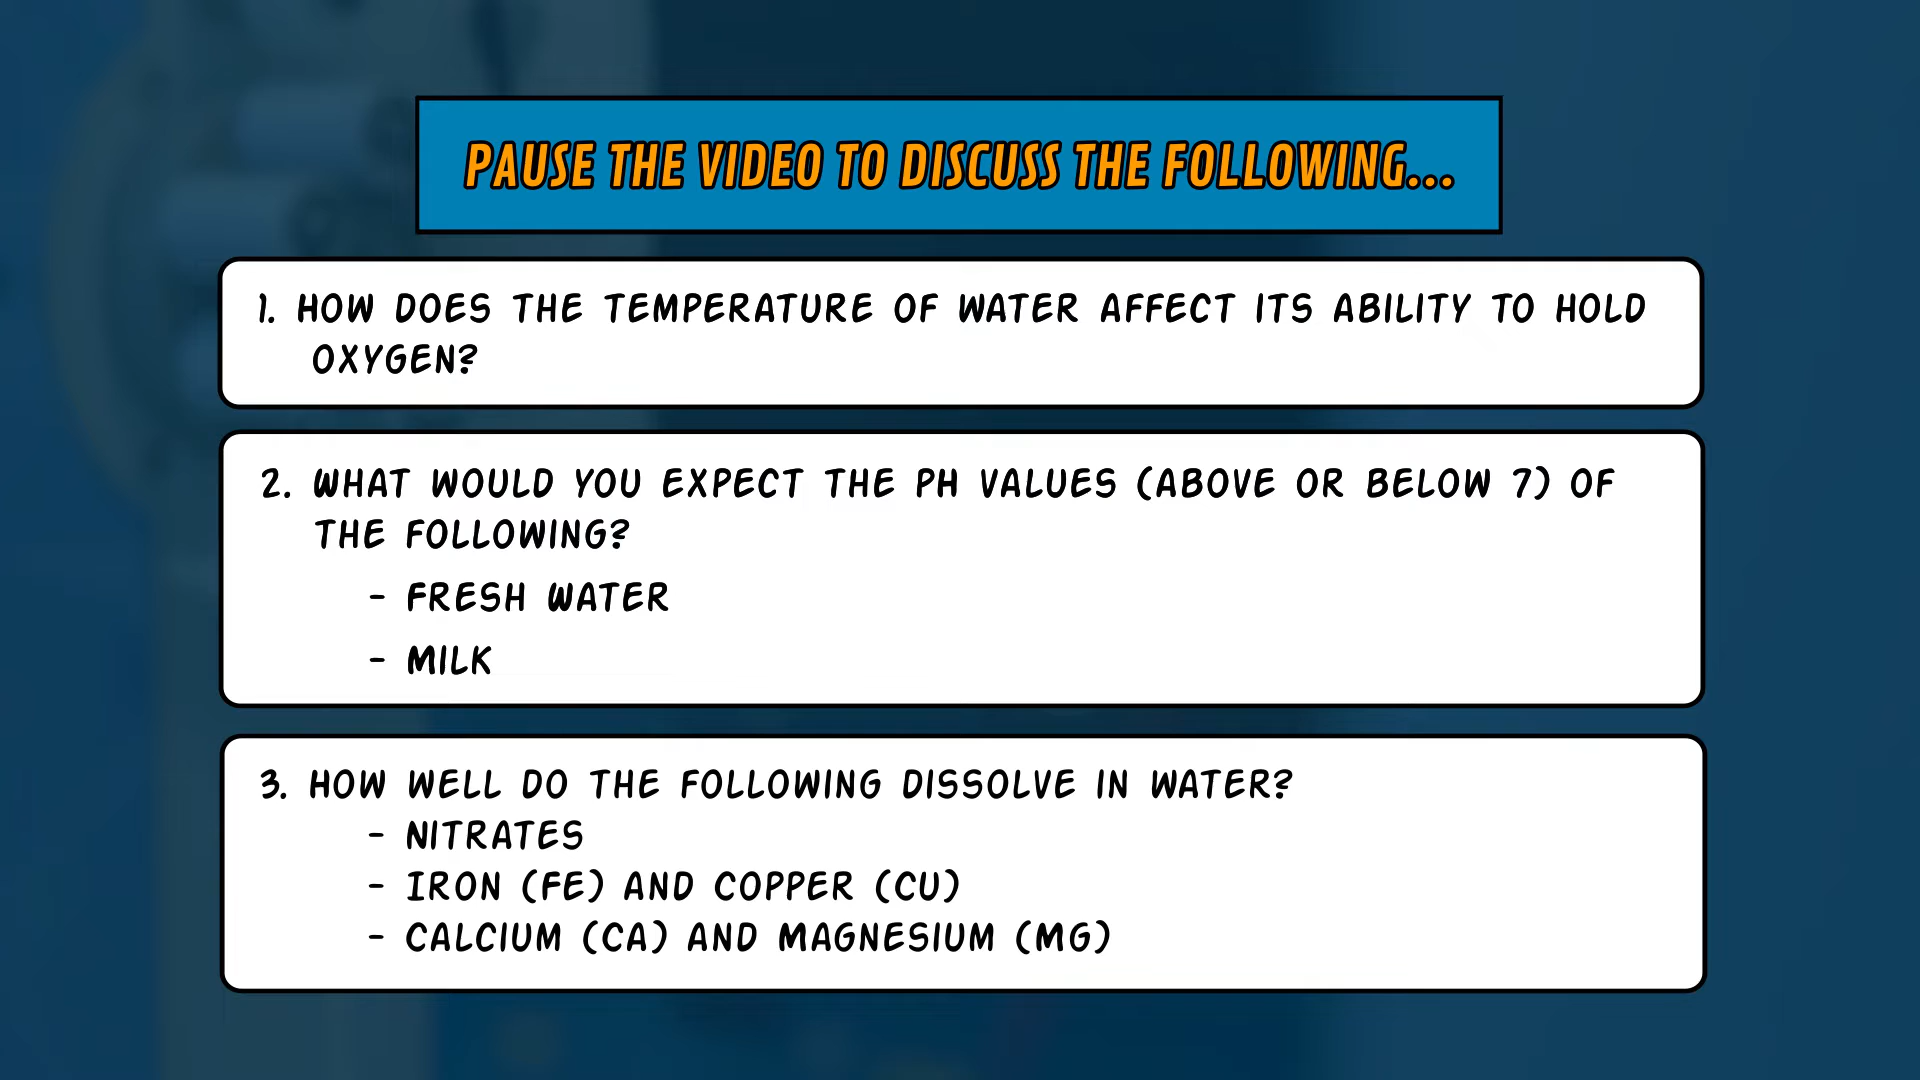 PAUSE THE VIDEO TO DISCUSS THE FOLLOWING...
1. HOW DOES THE TEMPERATURE OF WATER AFFECT ITS ABILITY TO HOLD
OXYGEN?
2. WHAT WOULD YOU EXPECT THE PH VALUES (ABOVE OR BELOW 7) OF
THE FOLLOWING?
- FRESH WATER
- MILK
3. HOW WELL DO THE FOLLOWING DISSOLVE IN WATER?
- NITRATES
- IRON (FE) AND COPPER (CU)
- CALCIUM (CA) AND MAGNESIUM (MG)